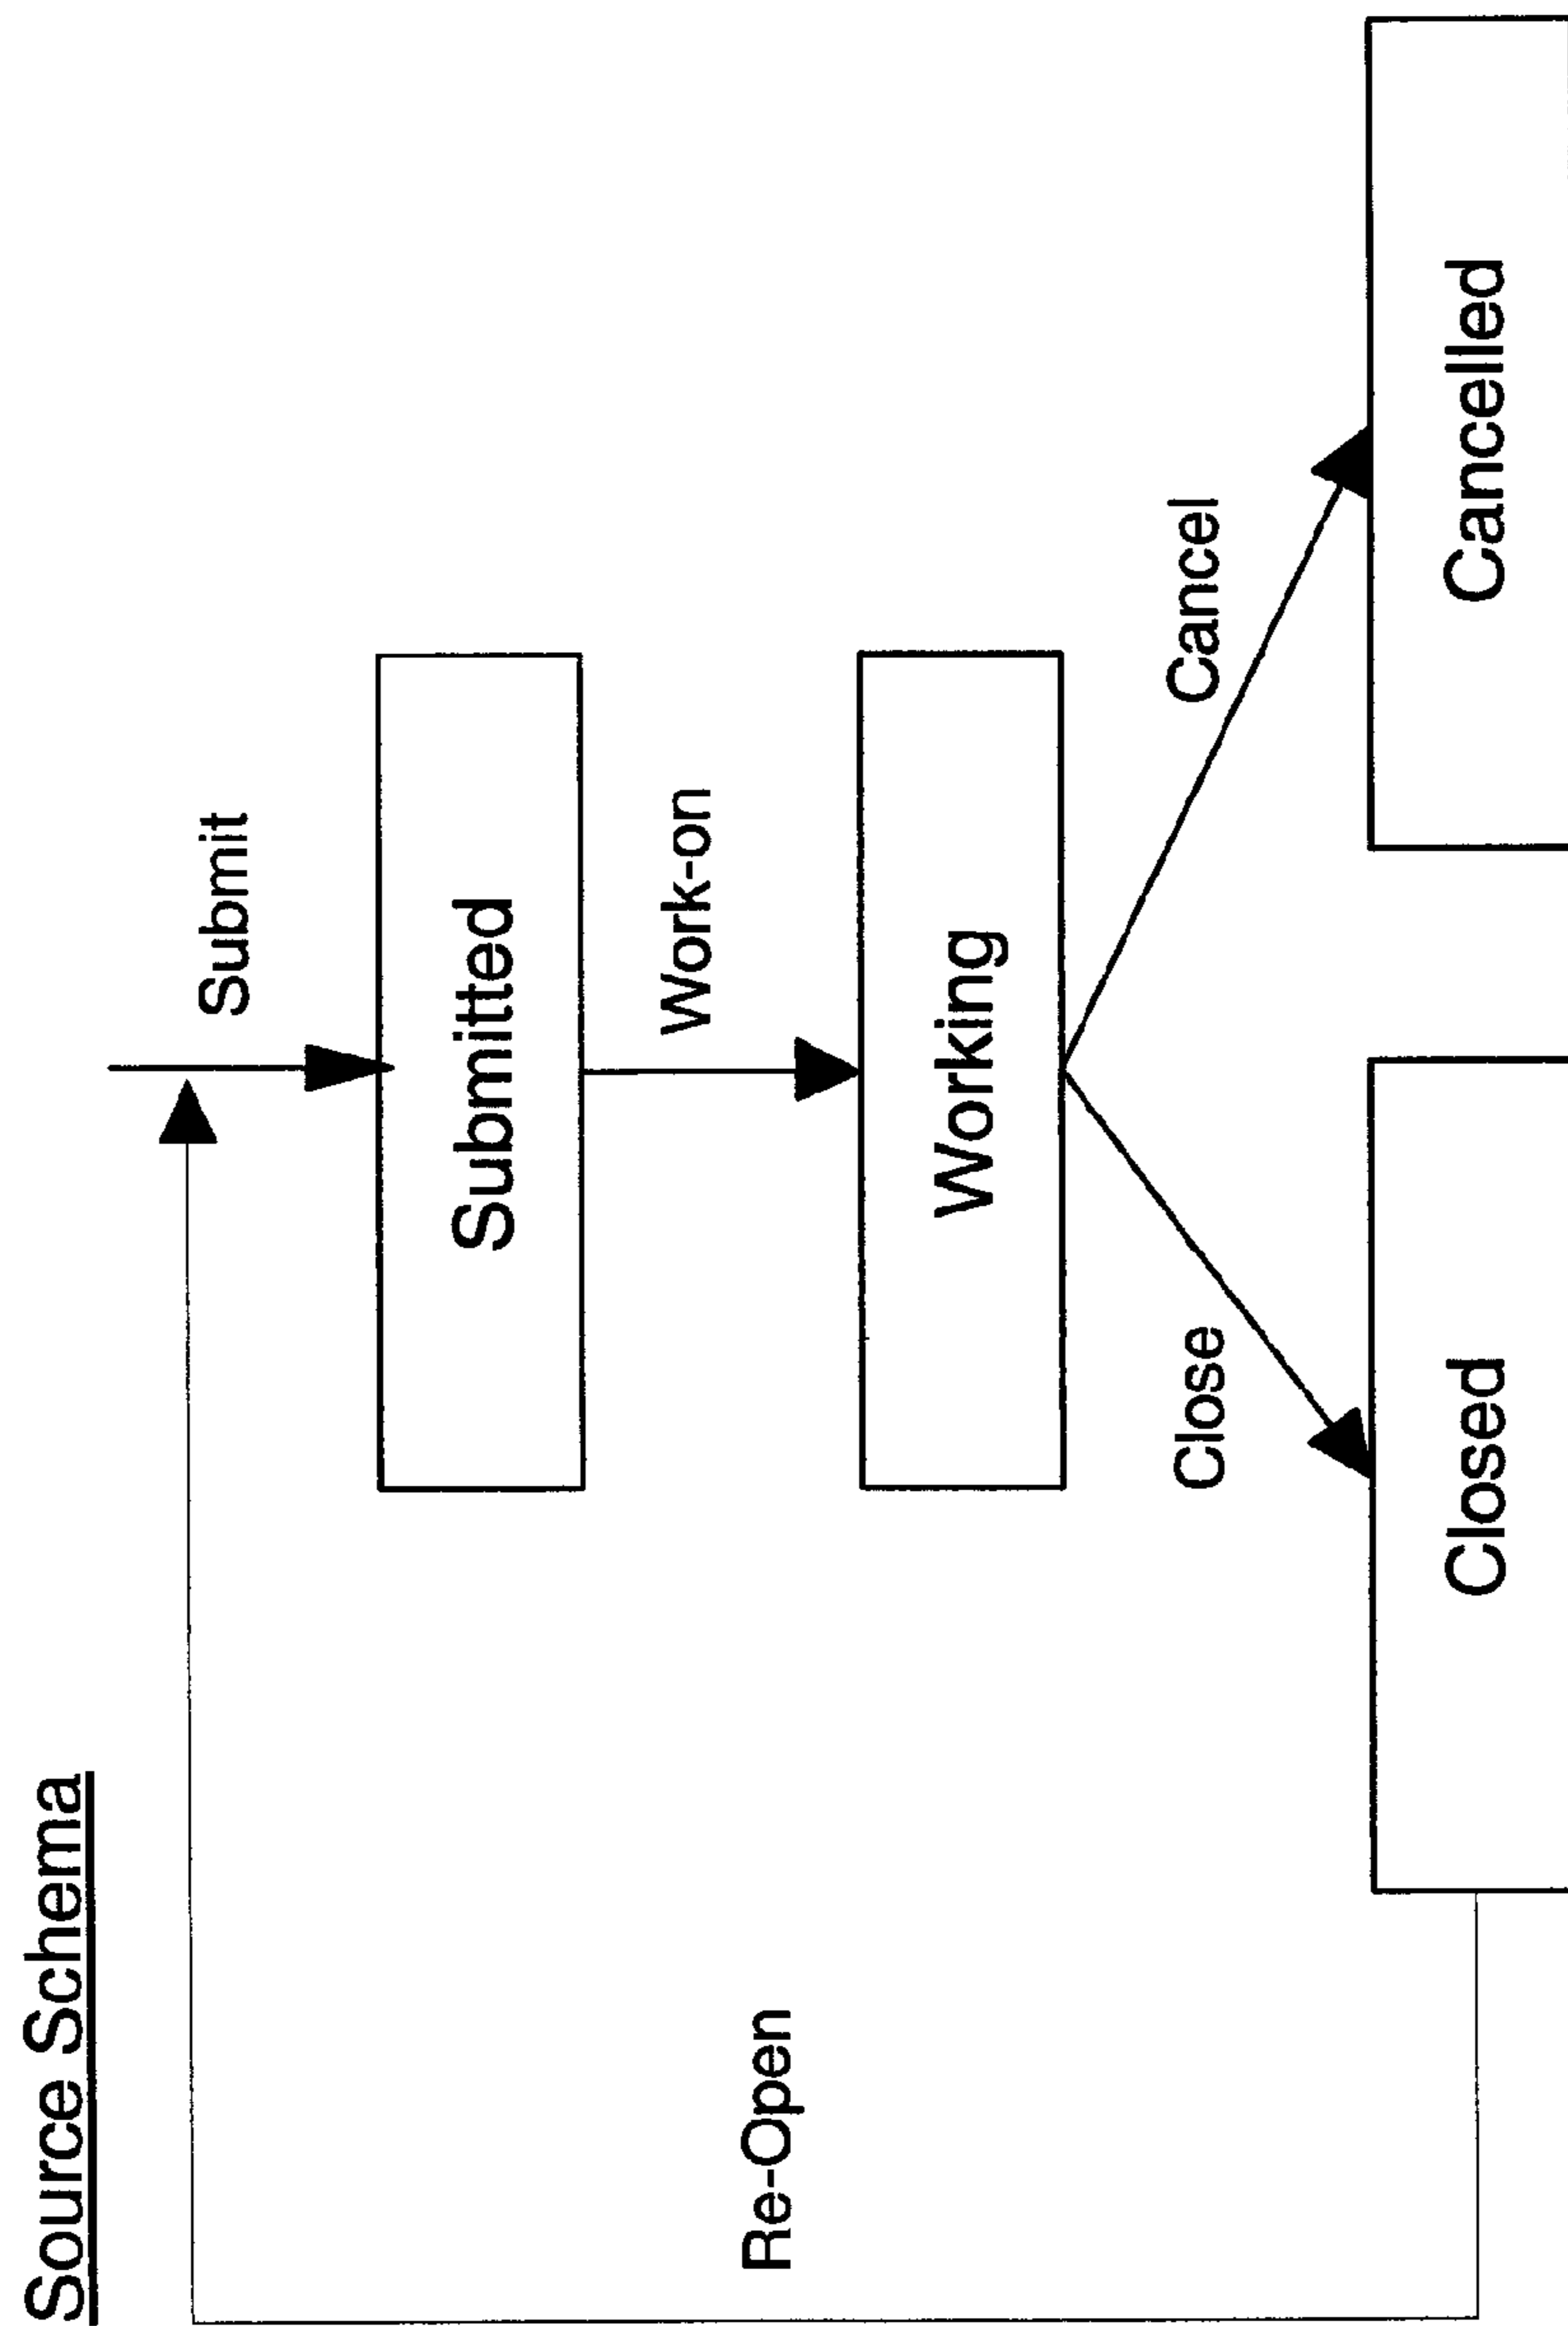 Source Schema
Submit
Submitted
Work-on
Working
Close
Cancel
Closed
Cancelled
Re-Open